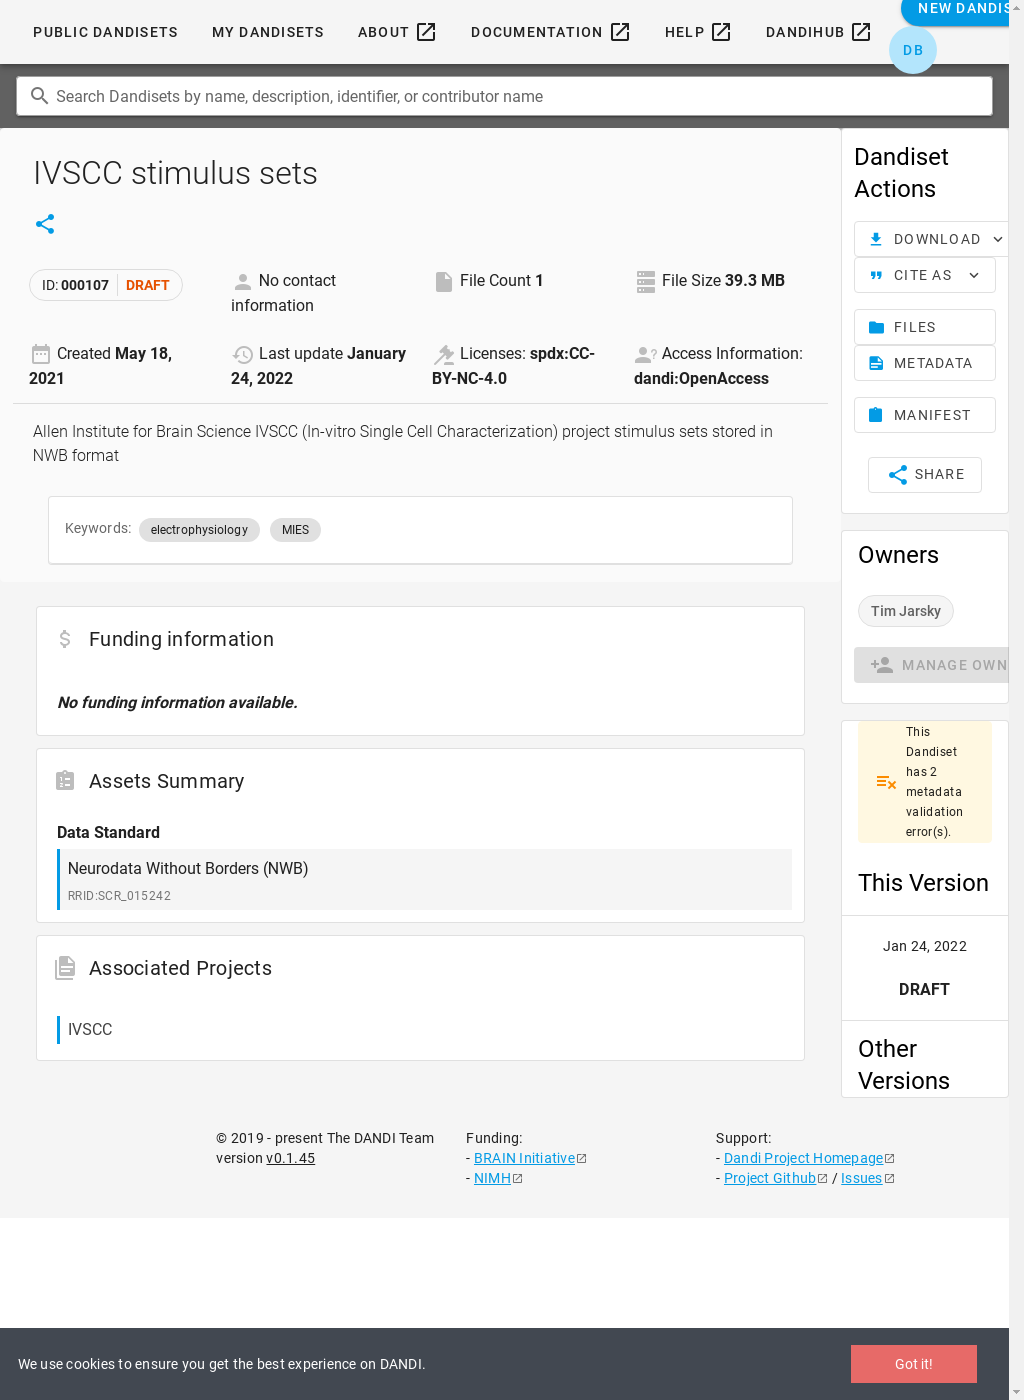 NEW DANDIS
PUBLIC DANDISETS
MY DANDISETS
ABOUT
DOCUMENTATION
HELP
DANDIHUB
DB
Search Dandisets by name, description, identifier, or contributor name
IVSCC stimulus sets
ID: 000107 DRAFT
No contact
information
File Count 1
File Size 39.3 MB
Created May 18,
2021
Last update January
24, 2022
Licenses: spdx:CC-
BY-NC-4.0
Access Information:
dandi:OpenAccess
Allen Institute for Brain Science IVSCC (In-vitro Single Cell Characterization) project stimulus sets stored in
NWB format
Keywords: electrophysiology MIES
Funding information
No funding information available.
Assets Summary
Data Standard
Neurodata Without Borders (NWB)
RRID:SCR_015242
Associated Projects
IVSCC
Dandiset
Actions
DOWNLOAD
CITE AS
FILES
METADATA
MANIFEST
SHARE
Owners
Tim Jarsky
MANAGE OWN
This
Dandiset
has 2
metadata
validation
error(s).
This Version
Jan 24, 2022
DRAFT
Other
Versions
© 2019 - present The DANDI Team
version v0.1.45
Funding:
- BRAIN Initiative
- NIMH
Support:
- Dandi Project Homepage
- Project Github / Issues
We use cookies to ensure you get the best experience on DANDI.
Got it!